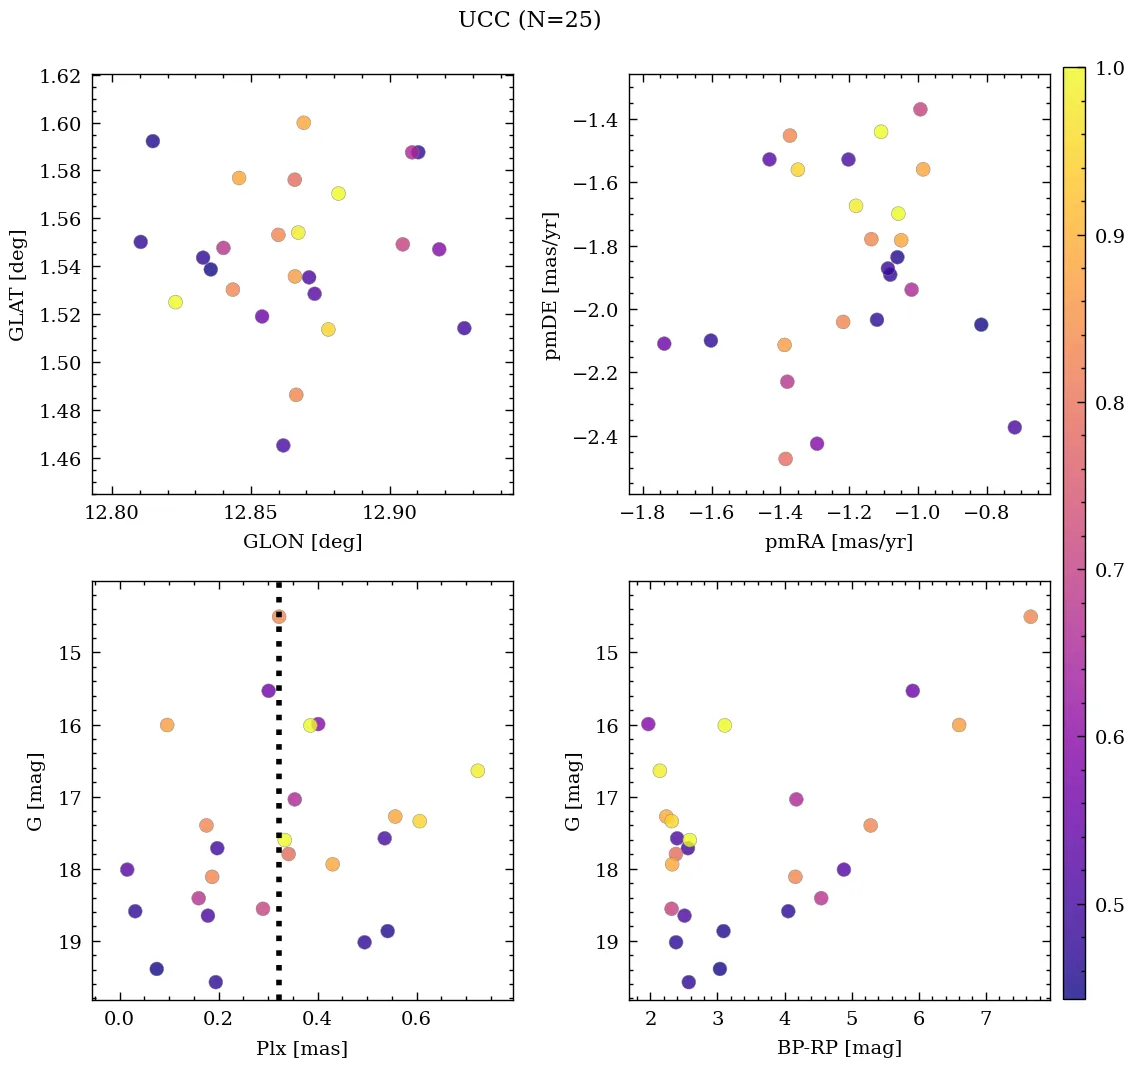 UCC (N=25)
1.62
1.60
1.58
1.56
1.54
1.52
1.50
1.48
1.46
GLAT [deg]
12.80 12.85 12.90
GLON [deg]
−1.4
−1.6
−1.8
−2.0
−2.2
−2.4
pmDE [mas/yr]
−1.8 −1.6 −1.4 −1.2 −1.0 −0.8
pmRA [mas/yr]
15
16
17
18
19
G [mag]
0.0 0.2 0.4 0.6
Plx [mas]
15
16
17
18
19
G [mag]
2 3 4 5 6 7
BP-RP [mag]
1.0
0.9
0.8
0.7
0.6
0.5